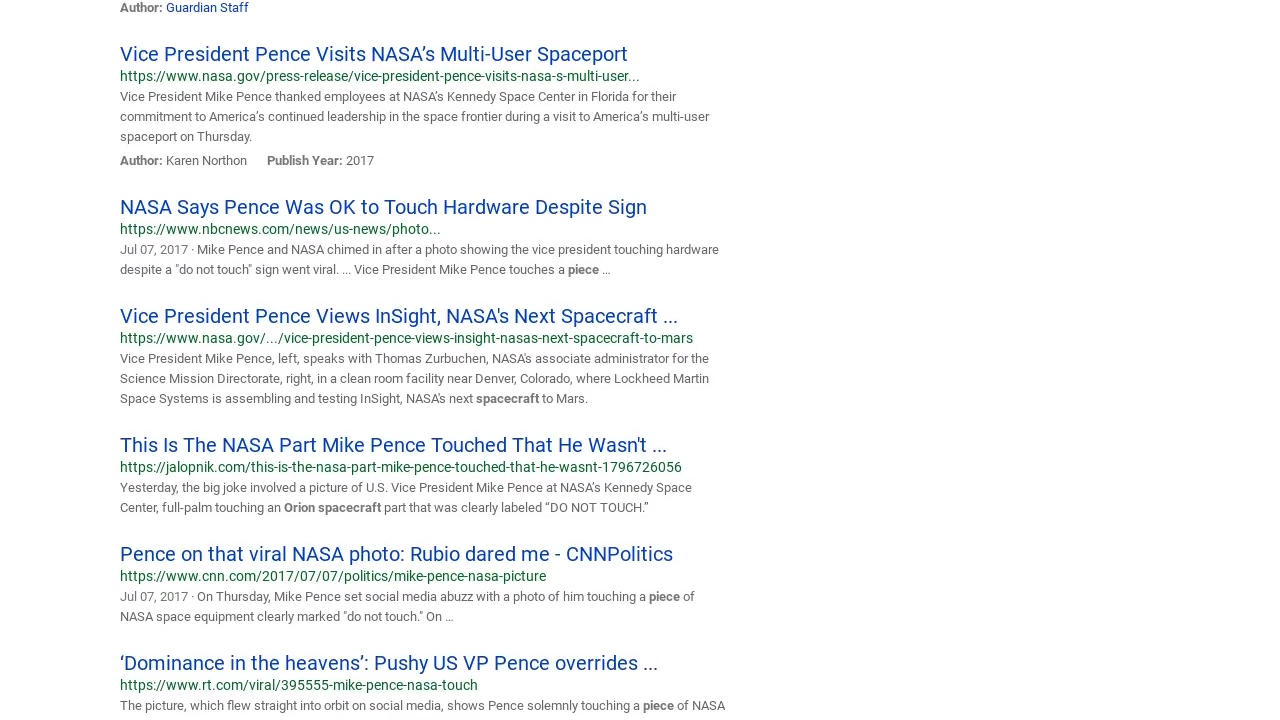 Author: Guardian Staff
Vice President Pence Visits NASA’s Multi-User Spaceport
https://www.nasa.gov/press-release/vice-president-pence-visits-nasa-s-multi-user...
Vice President Mike Pence thanked employees at NASA’s Kennedy Space Center in Florida for their
commitment to America’s continued leadership in the space frontier during a visit to America’s multi-user
spaceport on Thursday.
Author: Karen Northon Publish Year: 2017
NASA Says Pence Was OK to Touch Hardware Despite Sign
https://www.nbcnews.com/news/us-news/photo...
Jul 07, 2017 · Mike Pence and NASA chimed in after a photo showing the vice president touching hardware
despite a "do not touch" sign went viral. ... Vice President Mike Pence touches a piece ...
Vice President Pence Views InSight, NASA's Next Spacecraft ...
https://www.nasa.gov/.../vice-president-pence-views-insight-nasas-next-spacecraft-to-mars
Vice President Mike Pence, left, speaks with Thomas Zurbuchen, NASA's associate administrator for the
Science Mission Directorate, right, in a clean room facility near Denver, Colorado, where Lockheed Martin
Space Systems is assembling and testing InSight, NASA's next spacecraft to Mars.
This Is The NASA Part Mike Pence Touched That He Wasn't ...
https://jalopnik.com/this-is-the-nasa-part-mike-pence-touched-that-he-wasnt-1796726056
Yesterday, the big joke involved a picture of U.S. Vice President Mike Pence at NASA’s Kennedy Space
Center, full-palm touching an Orion spacecraft part that was clearly labeled “DO NOT TOUCH.”
Pence on that viral NASA photo: Rubio dared me - CNNPolitics
https://www.cnn.com/2017/07/07/politics/mike-pence-nasa-picture
Jul 07, 2017 · On Thursday, Mike Pence set social media abuzz with a photo of him touching a piece of
NASA space equipment clearly marked "do not touch." On ...
‘Dominance in the heavens’: Pushy US VP Pence overrides ...
https://www.rt.com/viral/395555-mike-pence-nasa-touch
The picture, which flew straight into orbit on social media, shows Pence solemnly touching a piece of NASA